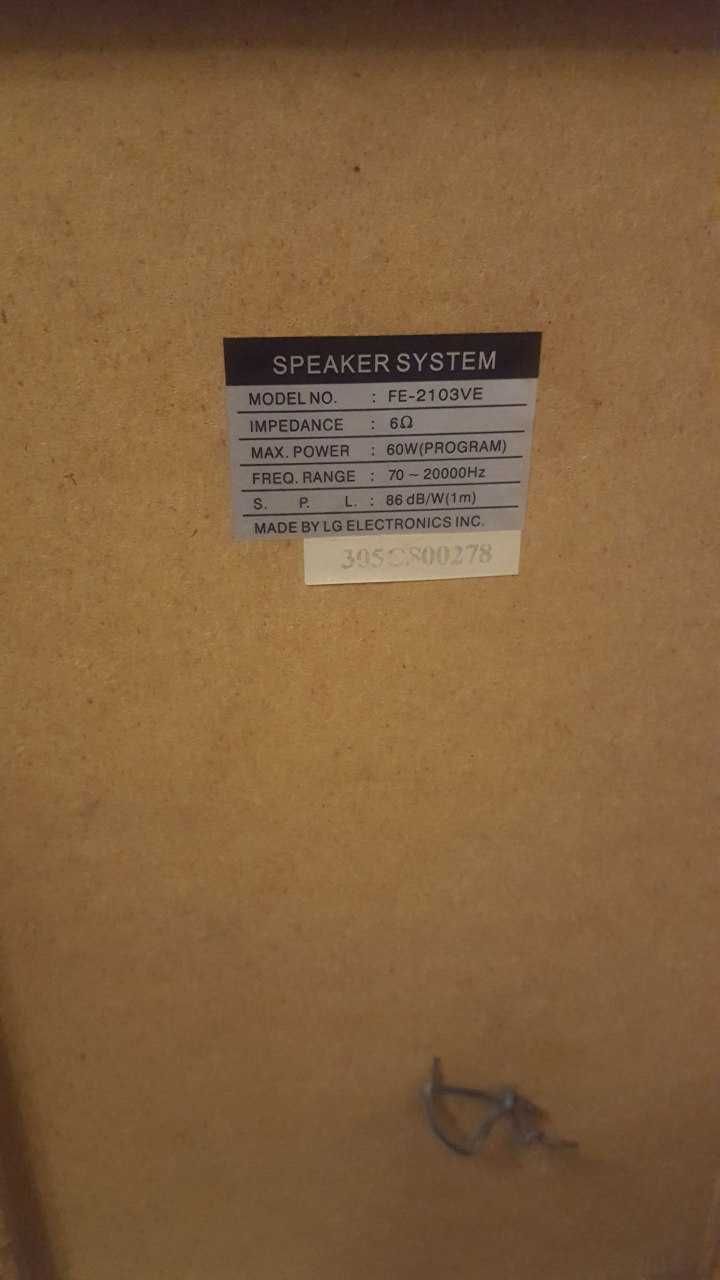 SPEAKER SYSTEM
MODEL NO. : FE-2103VE
IMPEDANCE : 6Ω
MAX. POWER : 60W(PROGRAM)
FREQ. RANGE : 70 ~ 20000Hz
S. P. L. : 86 dB/W(1m)
MADE BY LG ELECTRONICS INC.